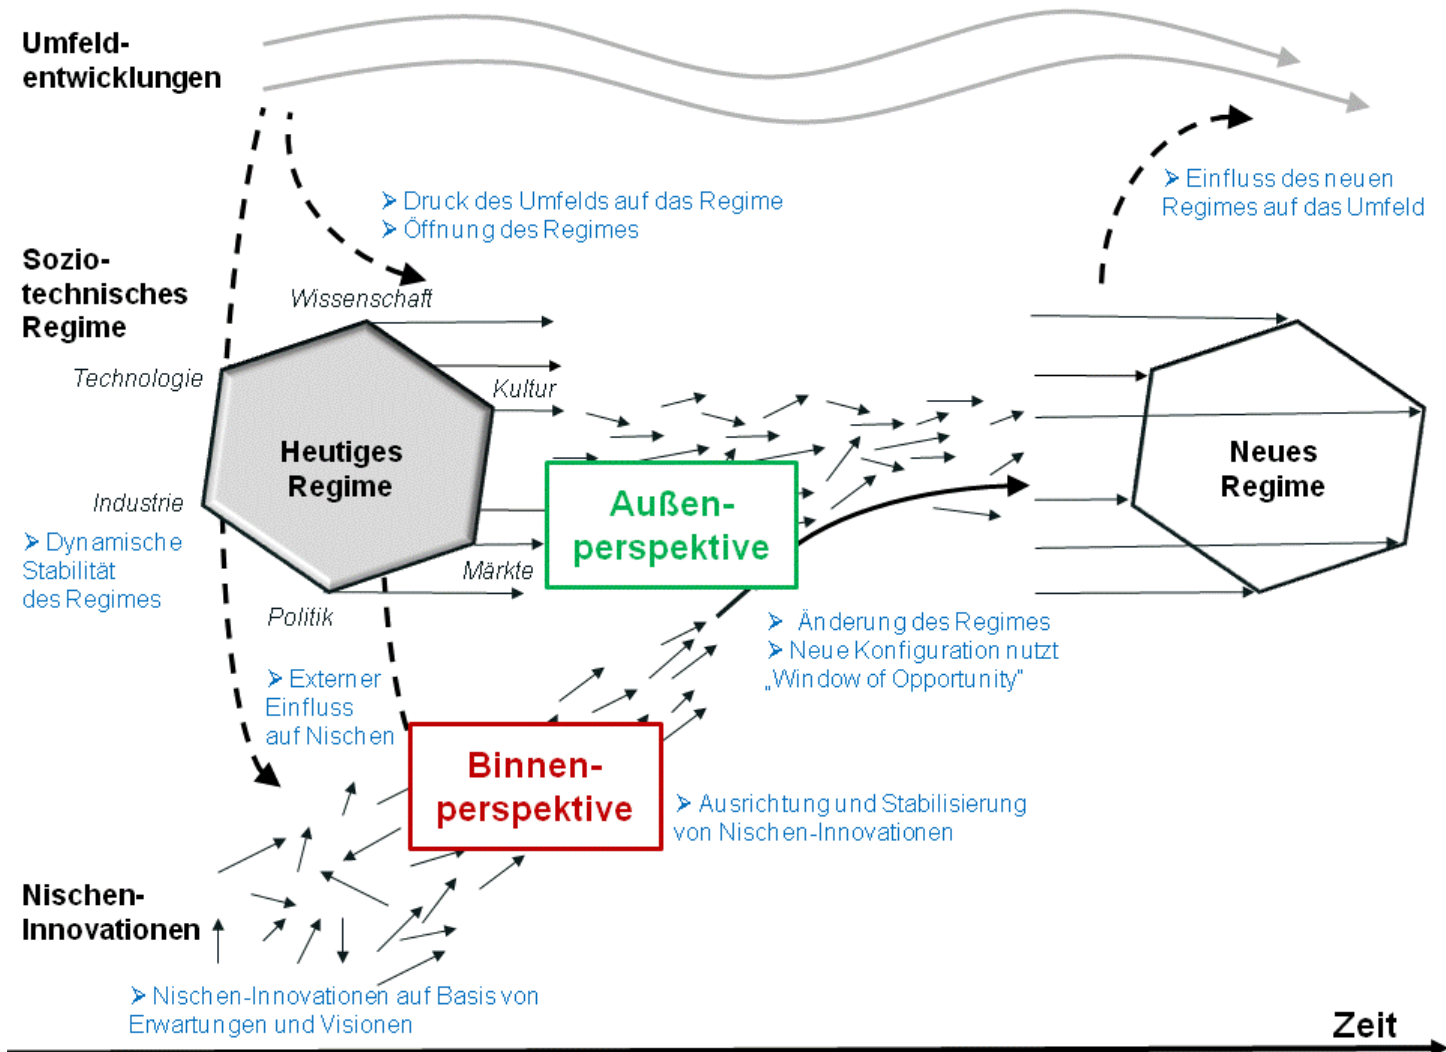 Umfeld-
entwicklungen
➢ Druck des Umfelds auf das Regime
➢ Öffnung des Regimes
➢ Einfluss des neuen
Regimes auf das Umfeld
Sozio-
technisches
Regime
Wissenschaft
Technologie
Kultur
Heutiges
Regime
Neues
Regime
Industrie
Außen-
perspektive
➢ Dynamische
Stabilität
des Regimes
Märkte
Politik
➢ Änderung des Regimes
➢ Neue Konfiguration nutzt
„Window of Opportunity"
➢ Externer
Einfluss
auf Nischen
Binnen-
perspektive
➢ Ausrichtung und Stabilisierung
von Nischen-Innovationen
Nischen-
Innovationen
➢ Nischen-Innovationen auf Basis von
Erwartungen und Visionen
Zeit